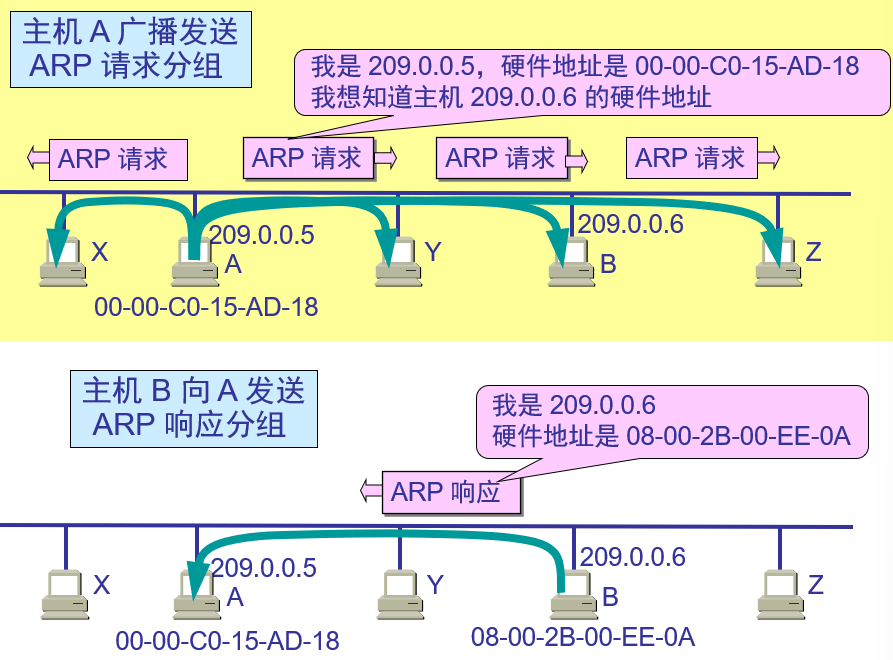 主机 A 广播发送
ARP 请求分组
我是 209.0.0.5，硬件地址是 00-00-C0-15-AD-18
我想知道主机 209.0.0.6 的硬件地址
ARP 请求
ARP 请求
ARP 请求
ARP 请求
209.0.0.5
209.0.0.6
X
A
Y
B
Z
00-00-C0-15-AD-18
主机 B 向 A 发送
ARP 响应分组
我是 209.0.0.6
硬件地址是 08-00-2B-00-EE-0A
ARP 响应
209.0.0.5
209.0.0.6
X
A
Y
B
Z
00-00-C0-15-AD-18
08-00-2B-00-EE-0A